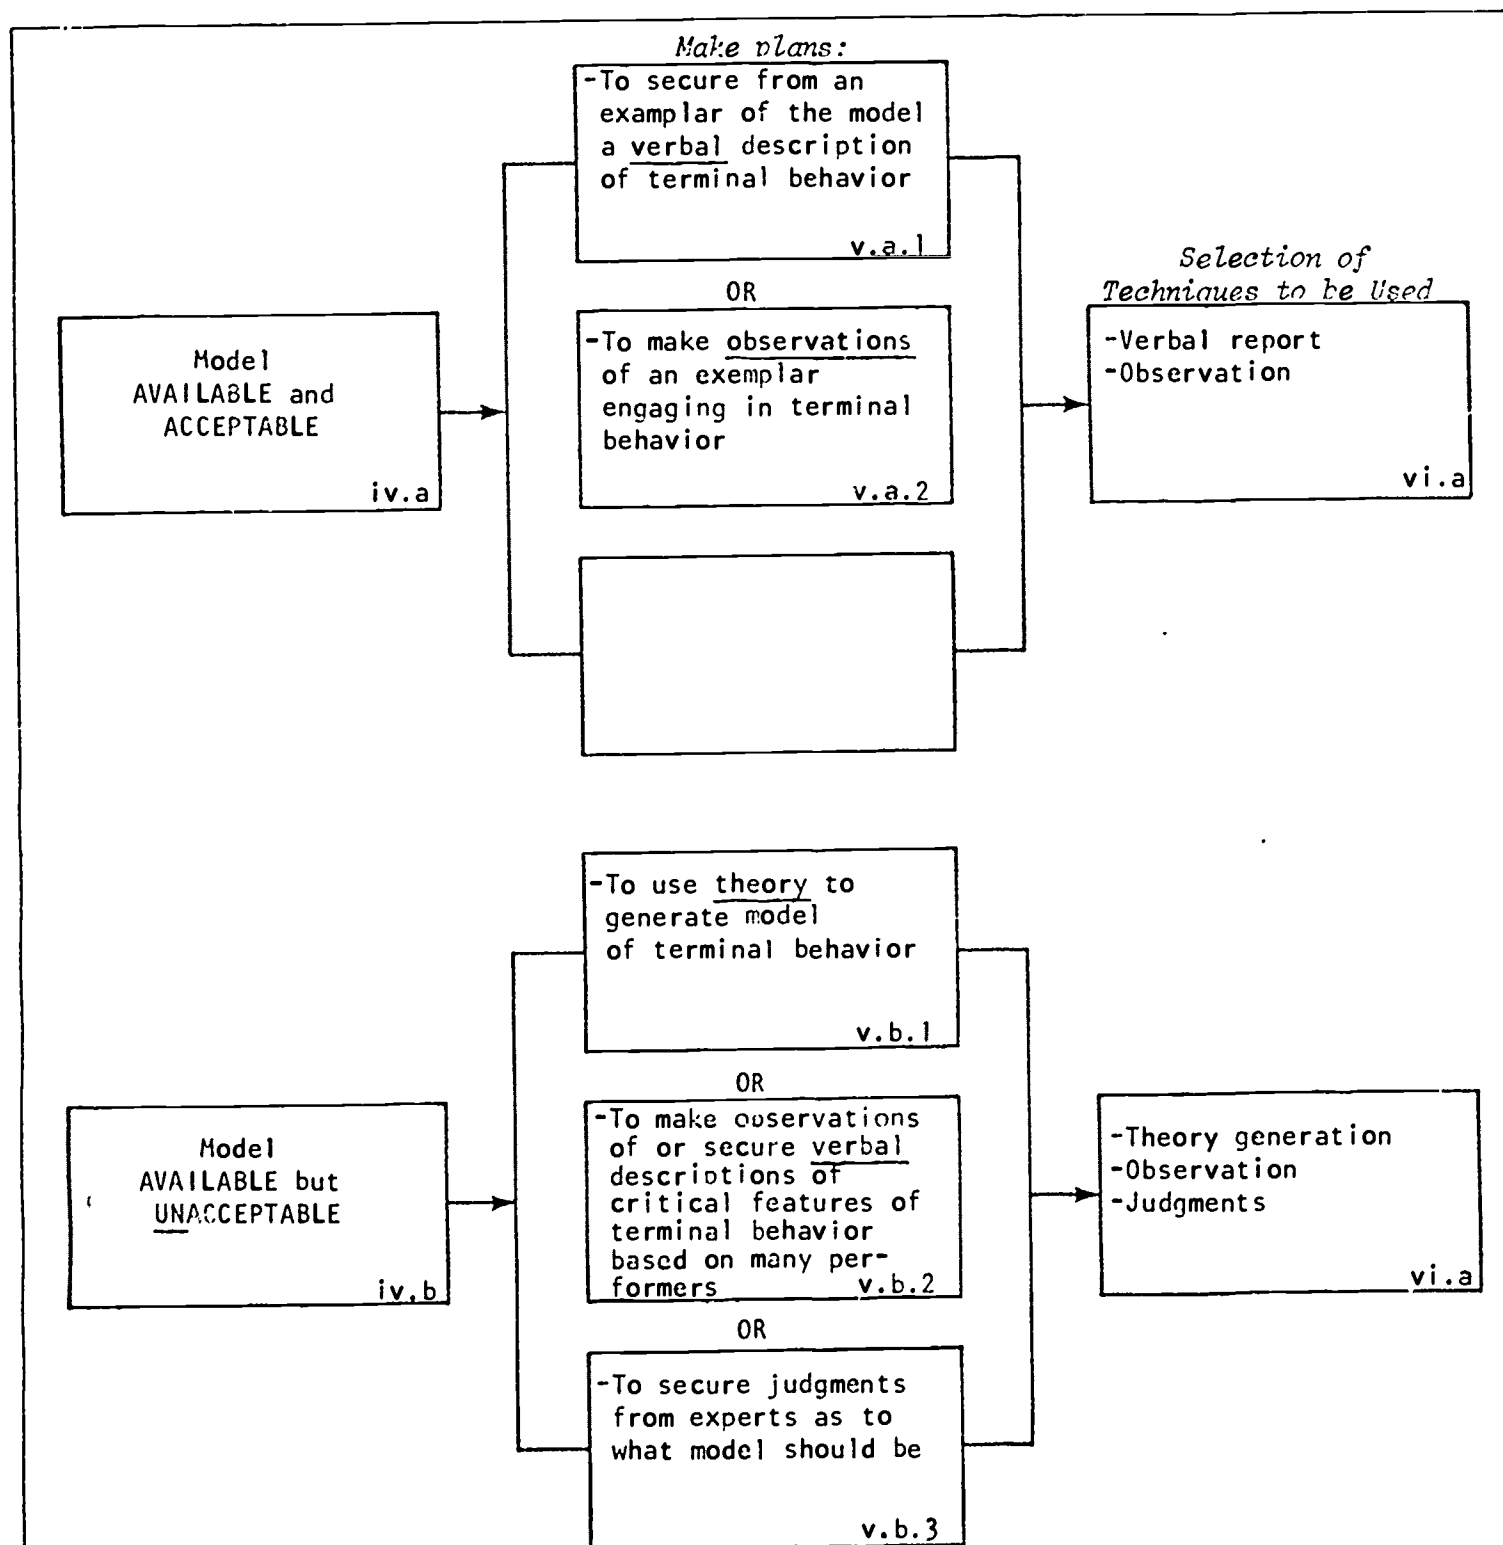 Make plans:
-To secure from an
examplar of the model
a verbal description
of terminal behavior
v.a.1
OR
Model
AVAILABLE and
ACCEPTABLE
iv.a
-To make observations
of an exemplar
engaging in terminal
behavior
v.a.2
Selection of
Techniques to be Used
-Verbal report
-Observation
vi.a
-To use theory to
generate model
of terminal behavior
v.b.1
OR
Model
AVAILABLE but
UNACCEPTABLE
iv.b
-To make observations
of or secure verbal
descriptions of
critical features of
terminal behavior
based on many per-
formers v.b.2
OR
-To secure judgments
from experts as to
what model should be
v.b.3
-Theory generation
-Observation
-Judgments
vi.a